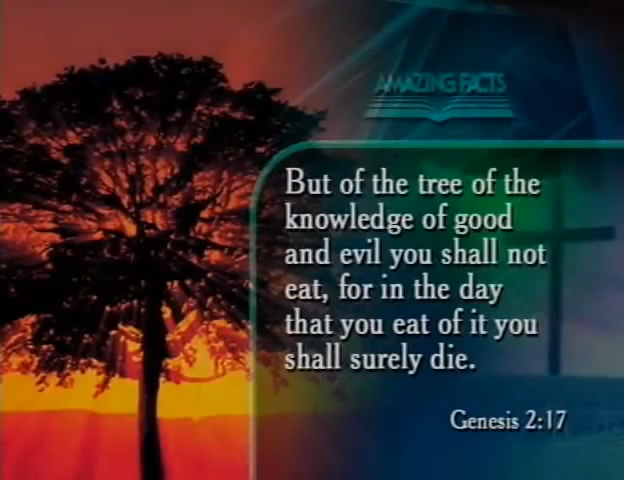 AMAZING FACTS
But of the tree of the
knowledge of good
and evil you shall not
eat, for in the day
that you eat of it you
shall surely die.
Genesis 2:17